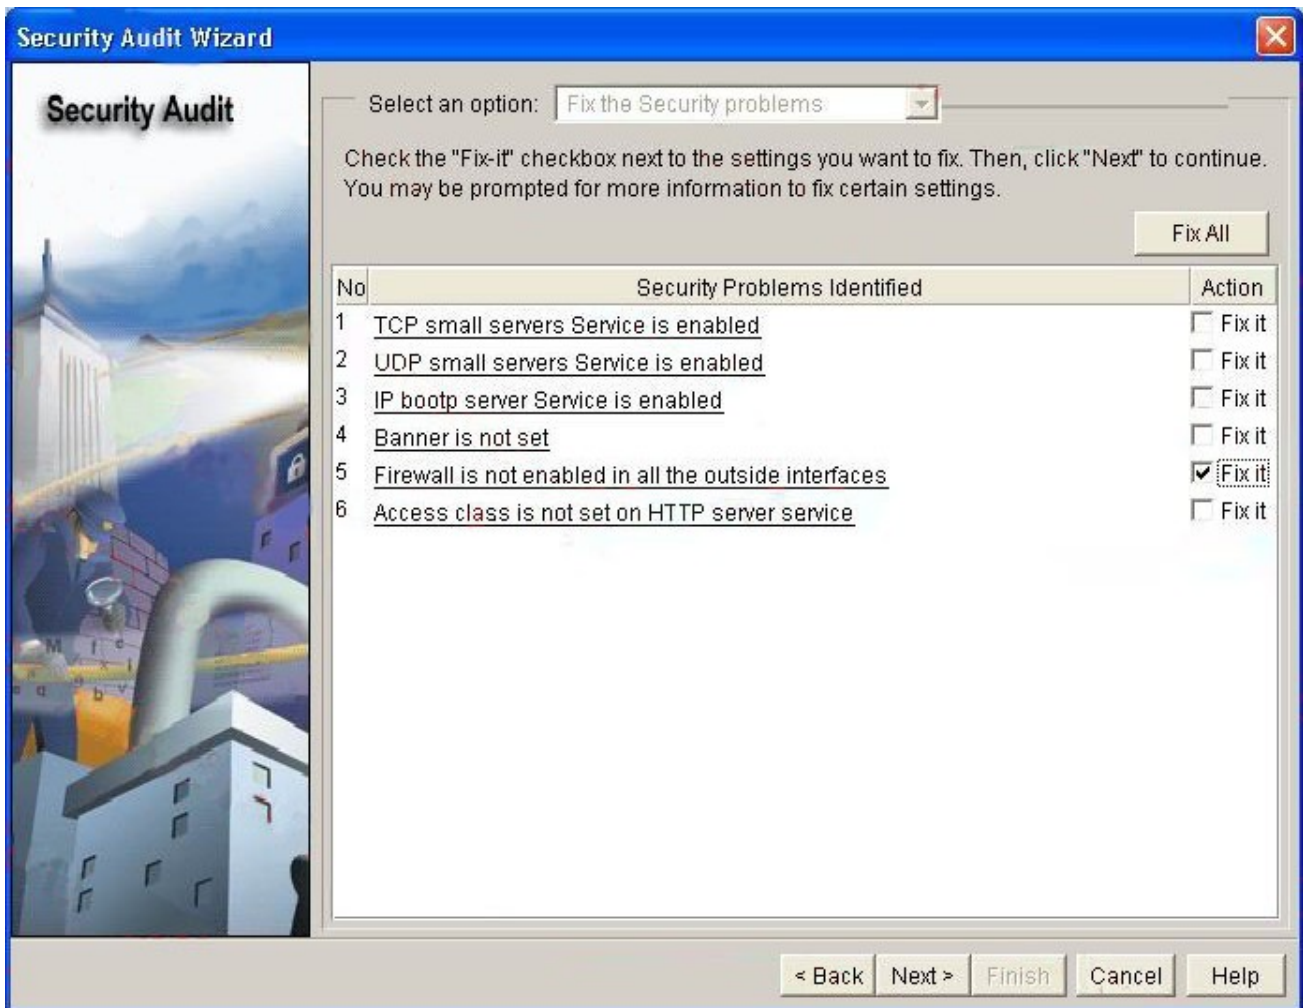 Security Audit Wizard
Security Audit
Select an option: Fix the Security problems
Check the "Fix-it" checkbox next to the settings you want to fix. Then, click "Next" to continue.
You may be prompted for more information to fix certain settings.
Fix All
No Security Problems Identified Action
1 TCP small servers Service is enabled Fix it
2 UDP small servers Service is enabled Fix it
3 IP bootp server Service is enabled Fix it
4 Banner is not set Fix it
5 Firewall is not enabled in all the outside interfaces Fix it
6 Access class is not set on HTTP server service Fix it
< Back Next > Finish Cancel Help